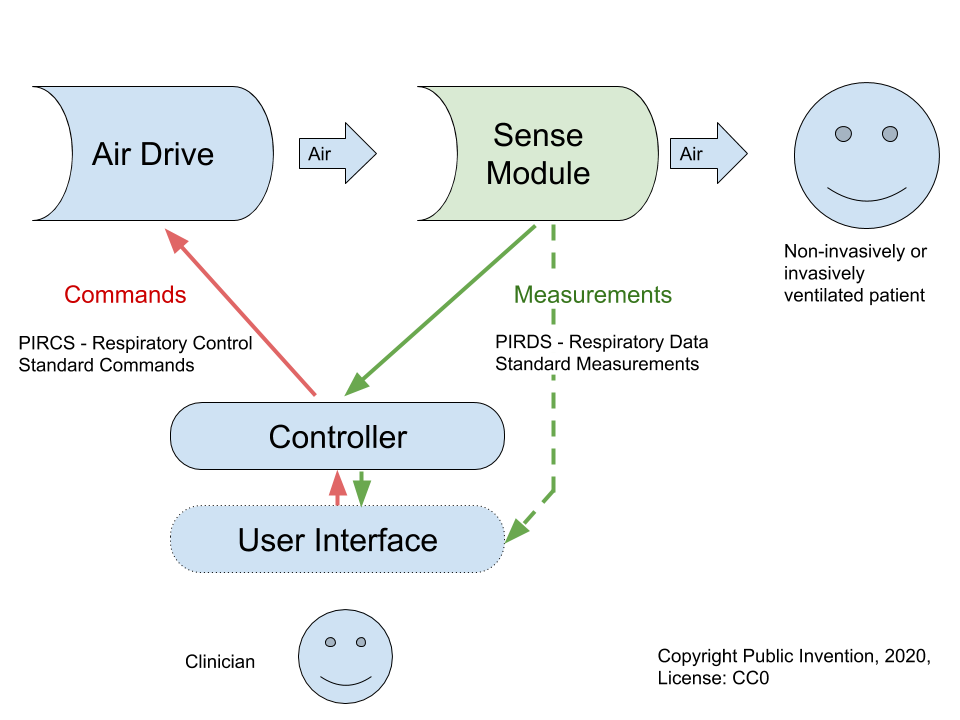 Air Drive
Air
Sense
Module
Air
Non-invasively or
invasively
ventilated patient
Commands
Measurements
PIRCS - Respiratory Control
Standard Commands
PIRDS - Respiratory Data
Standard Measurements
Controller
User Interface
Clinician
Copyright Public Invention, 2020,
License: CC0